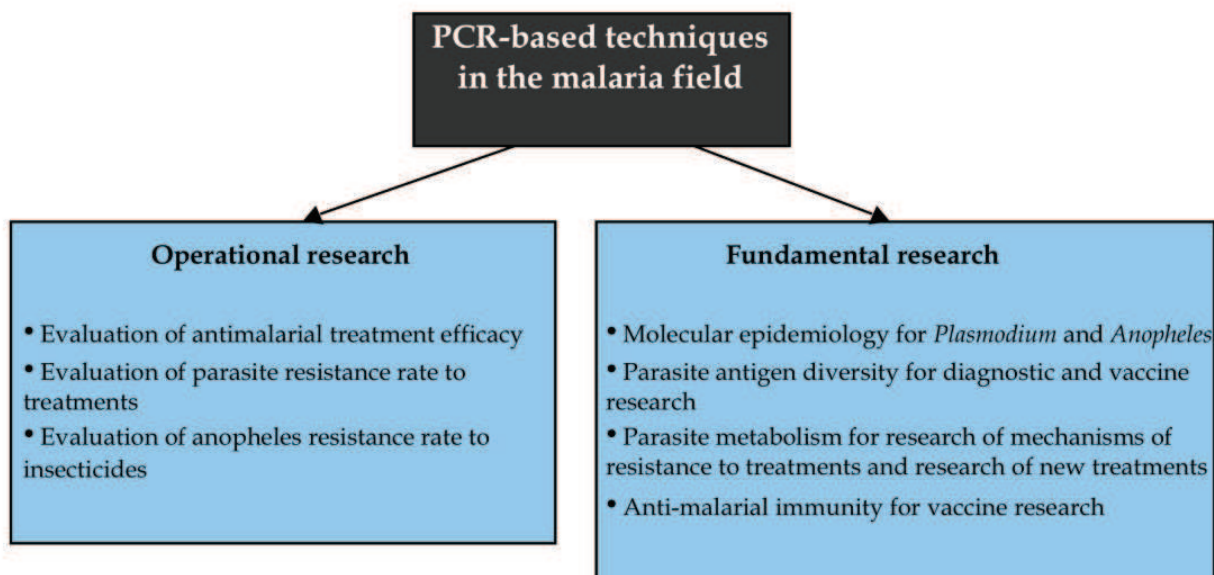 PCR-based techniques
in the malaria field
Operational research
• Evaluation of antimalarial treatment efficacy
• Evaluation of parasite resistance rate to
treatments
• Evaluation of anopheles resistance rate to
insecticides
Fundamental research
• Molecular epidemiology for Plasmodium and Anopheles
• Parasite antigen diversity for diagnostic and vaccine
research
• Parasite metabolism for research of mechanisms of
resistance to treatments and research of new treatments
• Anti-malarial immunity for vaccine research